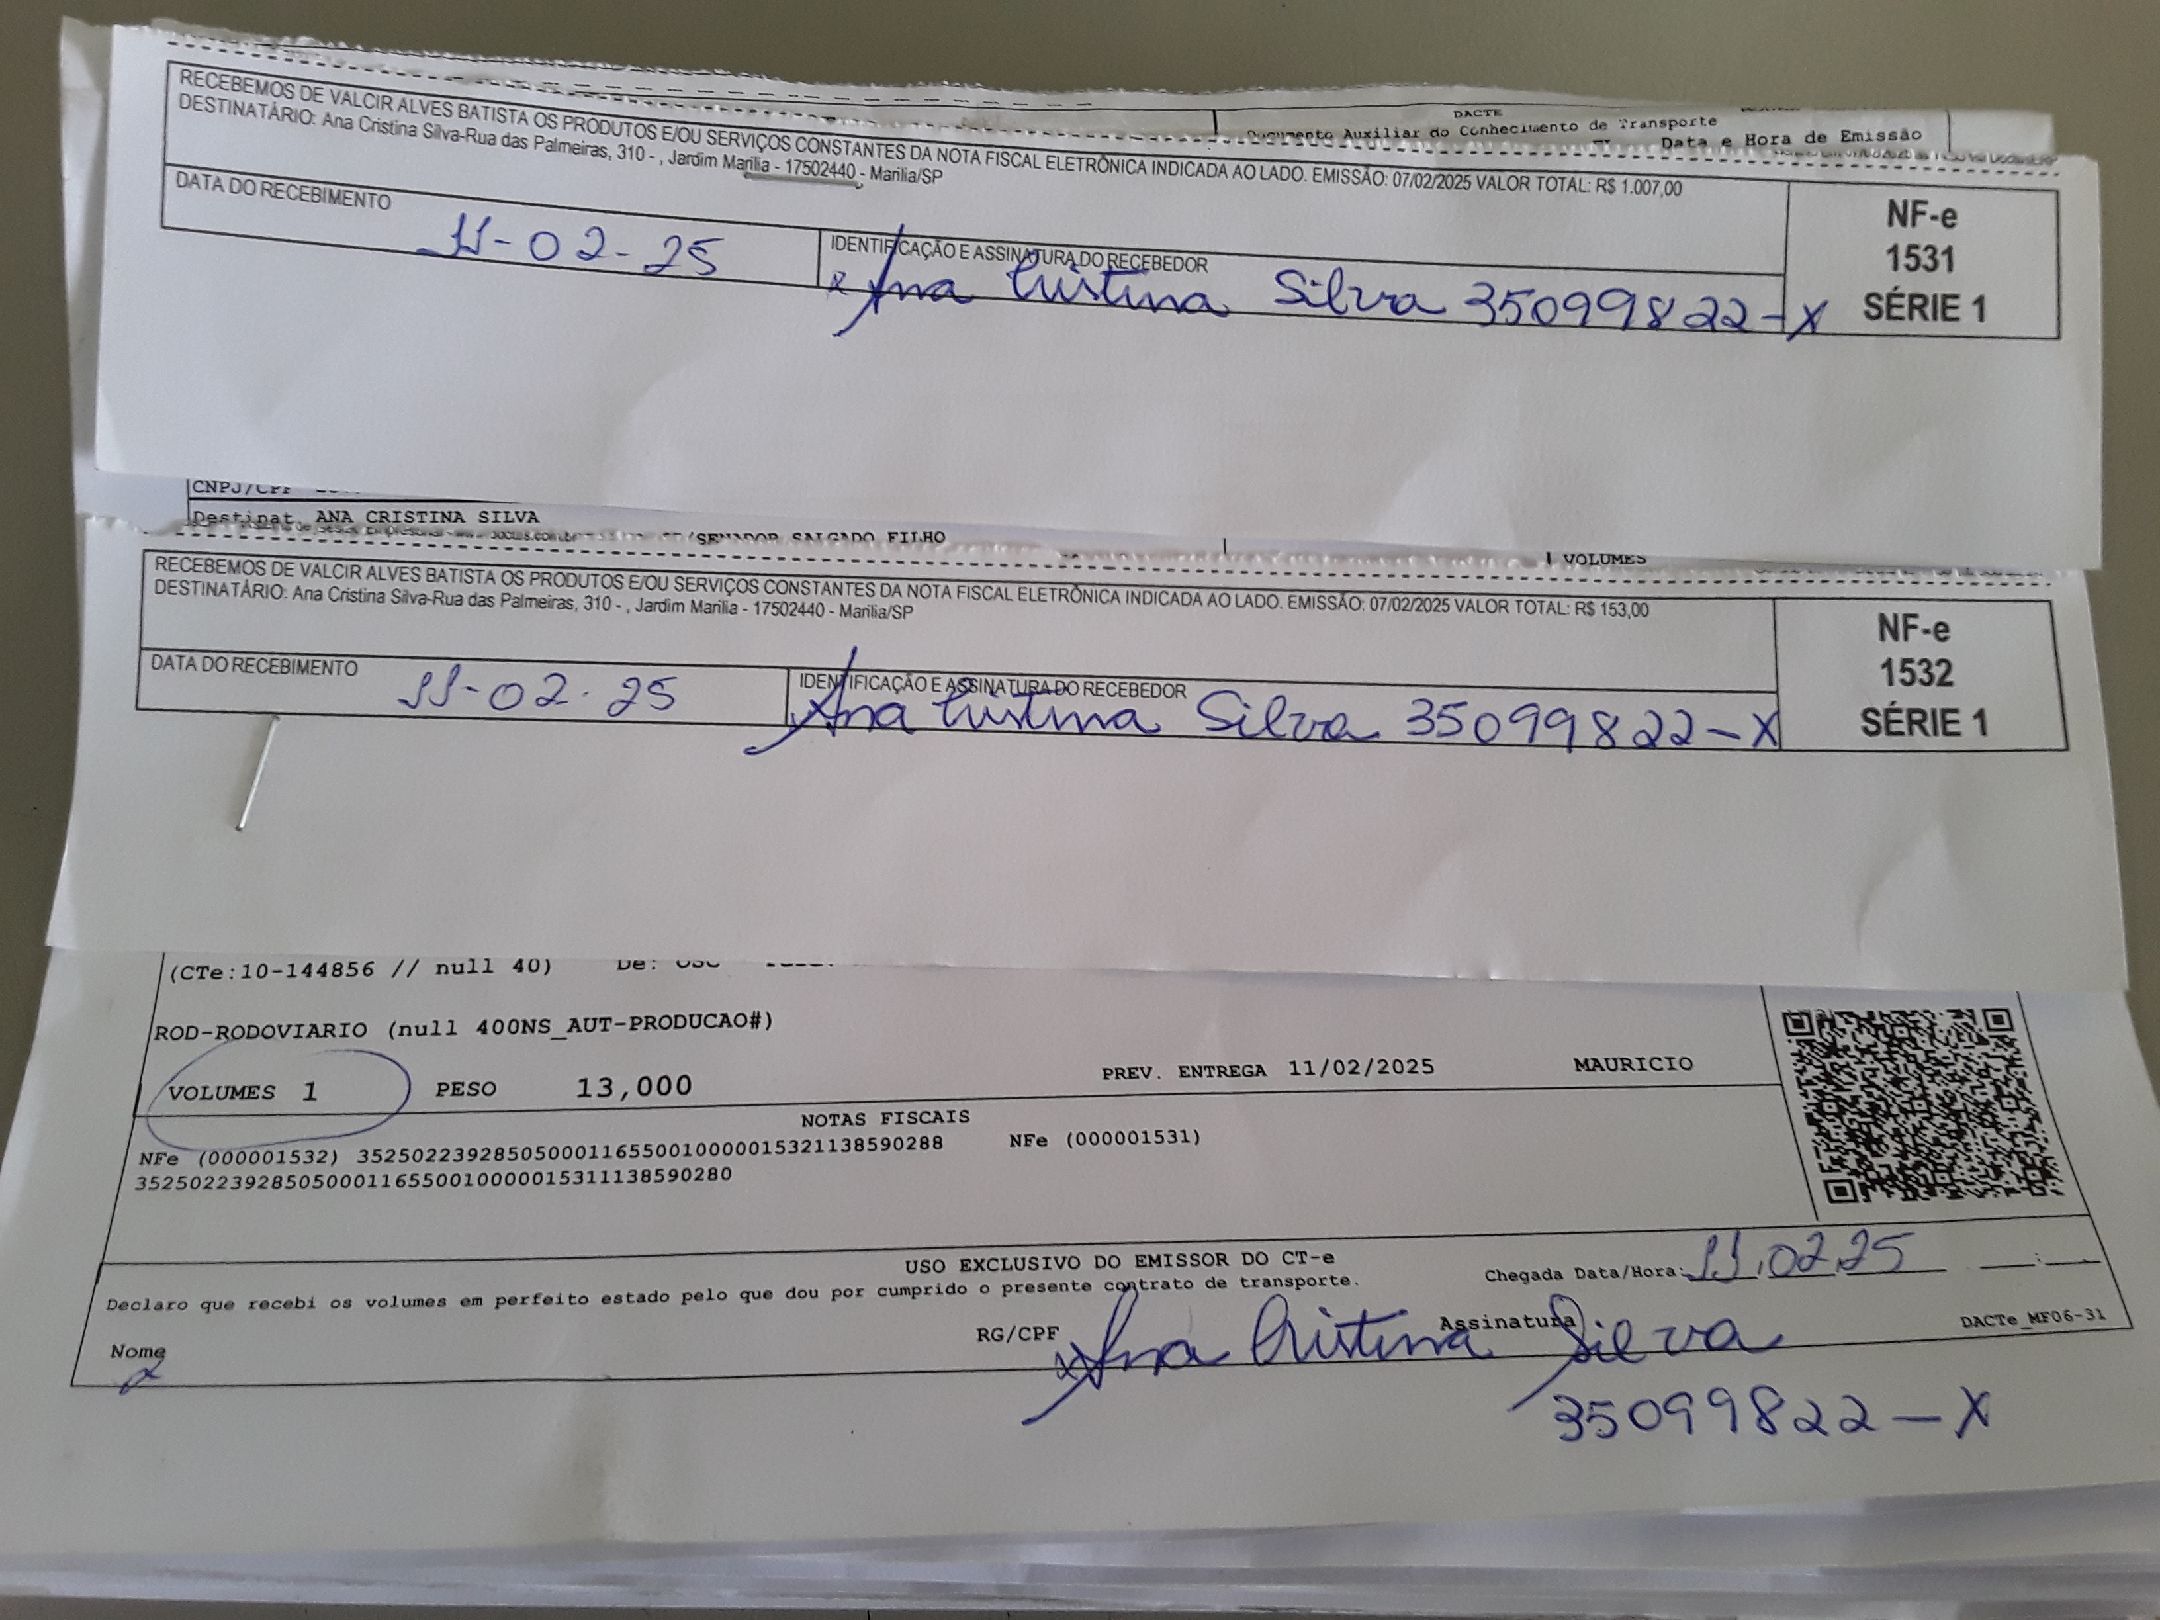 DACTE
Documento Auxiliar do Conhecimento de Transporte
Data e Hora de Emissão
RECEBEMOS DE VALCIR ALVES BATISTA OS PRODUTOS E/OU SERVIÇOS CONSTANTES DA NOTA FISCAL ELETRÔNICA INDICADA AO LADO. EMISSÃO: 07/02/2025 VALOR TOTAL: R$ 1.007,00
DESTINATÁRIO: Ana Cristina Silva-Rua das Palmeiras, 310 - , Jardim Marilia - 17502440 - Marilia/SP
NF-e
1531
SÉRIE 1
DATA DO RECEBIMENTO
11-02-25
IDENTIFICAÇÃO E ASSINATURA DO RECEBEDOR
x Ana Cristina Silva 35099822-X
CNPJ/CPF
Destinat. ANA CRISTINA SILVA
/SENADOR SALGADO FILHO
VOLUMES
RECEBEMOS DE VALCIR ALVES BATISTA OS PRODUTOS E/OU SERVIÇOS CONSTANTES DA NOTA FISCAL ELETRÔNICA INDICADA AO LADO. EMISSÃO: 07/02/2025 VALOR TOTAL: R$ 153,00
DESTINATÁRIO: Ana Cristina Silva-Rua das Palmeiras, 310 - , Jardim Marilia - 17502440 - Marilia/SP
NF-e
1532
SÉRIE 1
DATA DO RECEBIMENTO
11-02-25
IDENTIFICAÇÃO E ASSINATURA DO RECEBEDOR
Ana Cristina Silva 35099822-X
(CTe:10-144856 // null 40) De:
ROD-RODOVIARIO (null 400NS_AUT-PRODUCAO#)
VOLUMES 1 PESO 13,000 PREV. ENTREGA 11/02/2025 MAURICIO
NOTAS FISCAIS
NFe (000001532) 35250223928505000116550010000015321138590288 NFe (000001531)
35250223928505000116550010000015311138590280
USO EXCLUSIVO DO EMISSOR DO CT-e
Declaro que recebi os volumes em perfeito estado pelo que dou por cumprido o presente contrato de transporte.
Chegada Data/Hora: 11.02.25 __:__
Nome RG/CPF Assinatura DACTe_MF06-31
x x Ana Cristina Silva
35099822-X